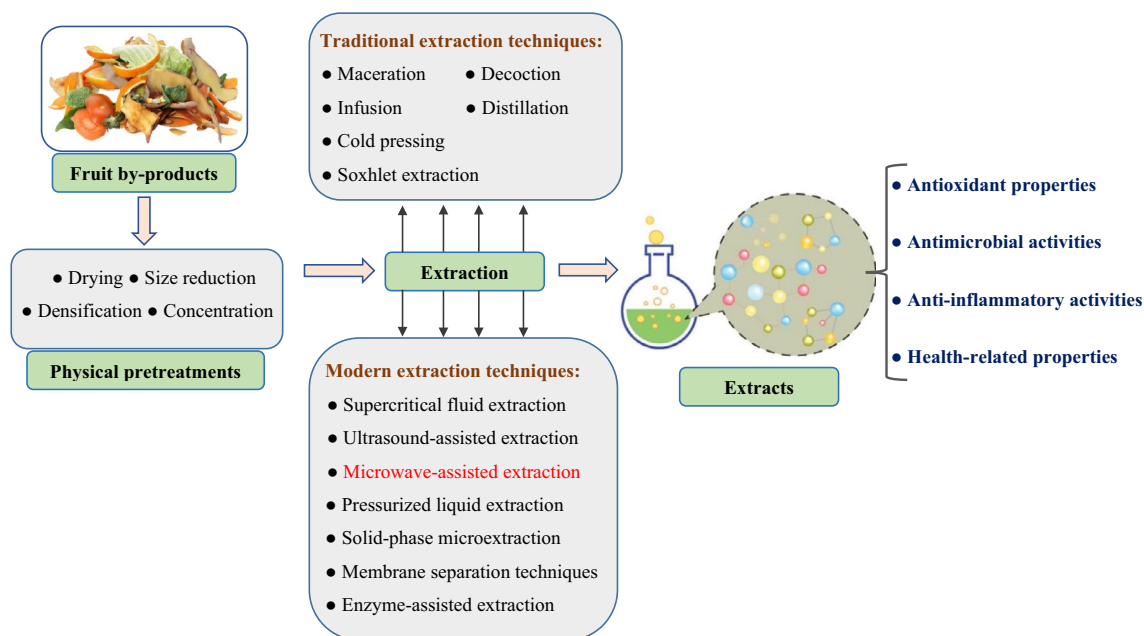 Fruit by-products
● Drying ● Size reduction
● Densification ● Concentration
Physical pretreatments
Traditional extraction techniques:
● Maceration ● Decoction
● Infusion ● Distillation
● Cold pressing
● Soxhlet extraction
Extraction
Modern extraction techniques:
● Supercritical fluid extraction
● Ultrasound-assisted extraction
● Microwave-assisted extraction
● Pressurized liquid extraction
● Solid-phase microextraction
● Membrane separation techniques
● Enzyme-assisted extraction
Extracts
● Antioxidant properties
● Antimicrobial activities
● Anti-inflammatory activities
● Health-related properties